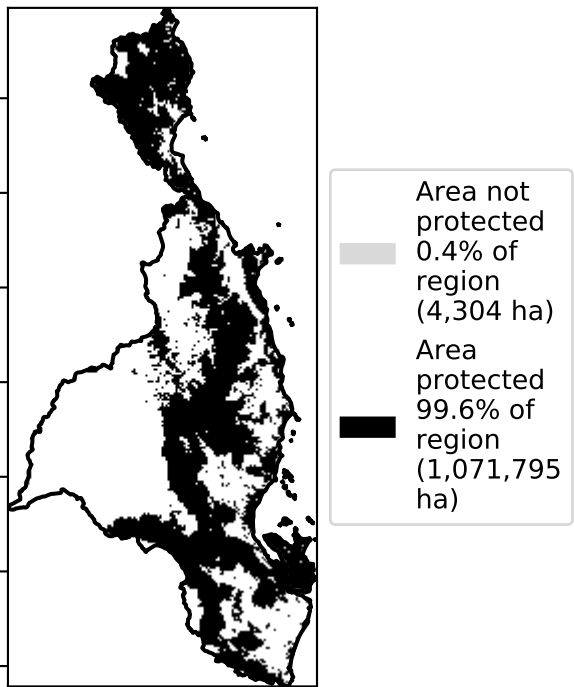 Area not
protected
0.4% of
region
(4,304 ha)
Area
protected
99.6% of
region
(1,071,795
ha)